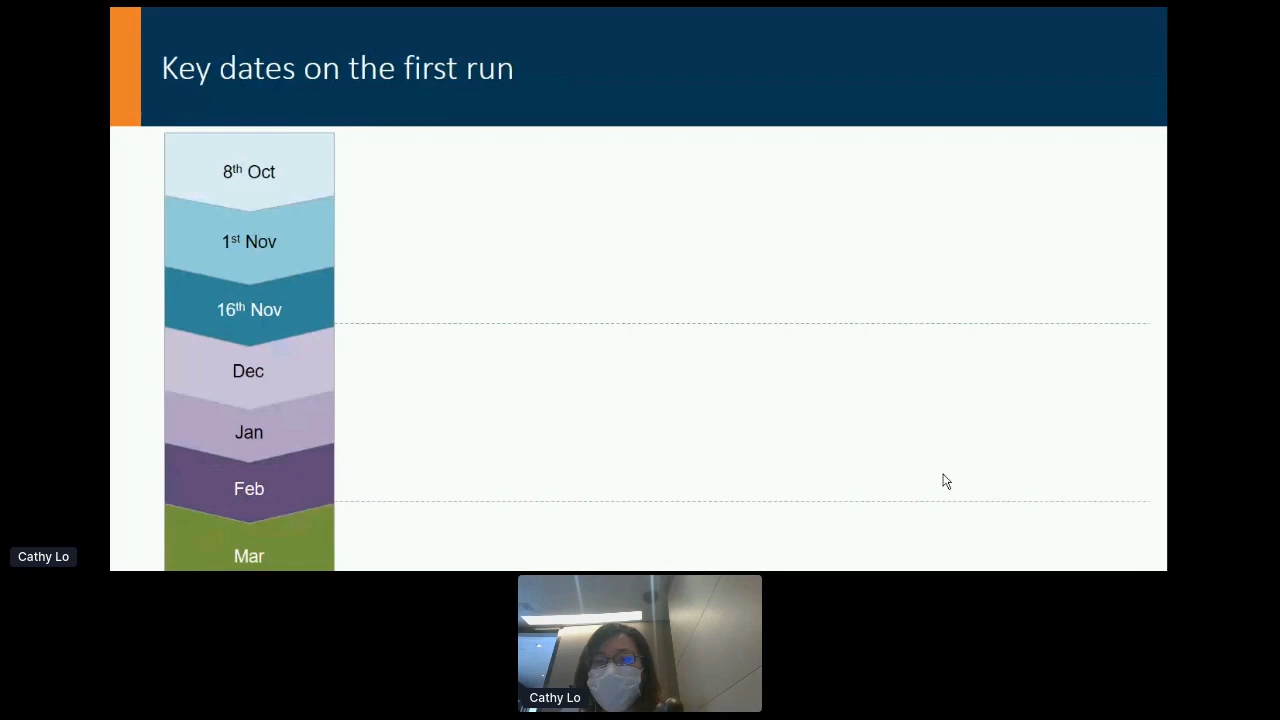 Key dates on the first run
8th Oct
1st Nov
16th Nov
Dec
Jan
Feb
Mar
Cathy Lo
Cathy Lo